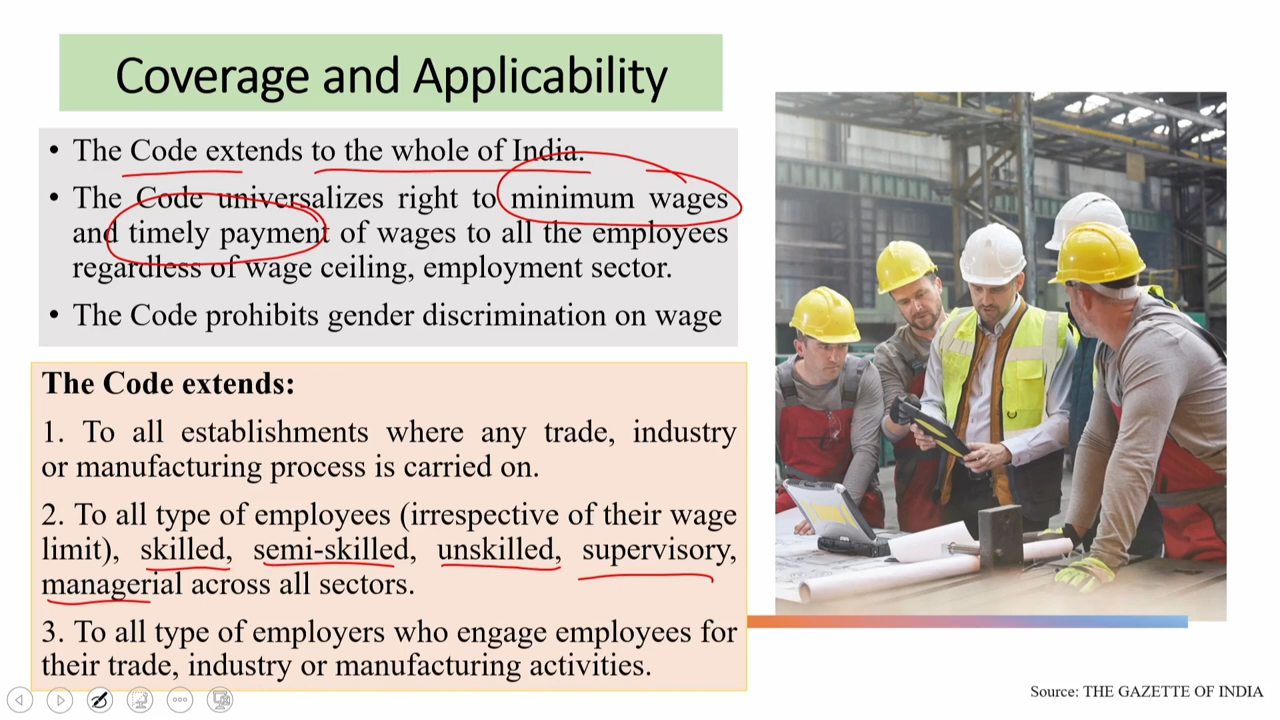 Coverage and Applicability
• The Code extends to the whole of India.
• The Code universalizes right to minimum wages
and timely payment of wages to all the employees
regardless of wage ceiling, employment sector.
• The Code prohibits gender discrimination on wage
The Code extends:
1. To all establishments where any trade, industry
or manufacturing process is carried on.
2. To all type of employees (irrespective of their wage
limit), skilled, semi-skilled, unskilled, supervisory,
managerial across all sectors.
3. To all type of employers who engage employees for
their trade, industry or manufacturing activities.
Source: THE GAZETTE OF INDIA